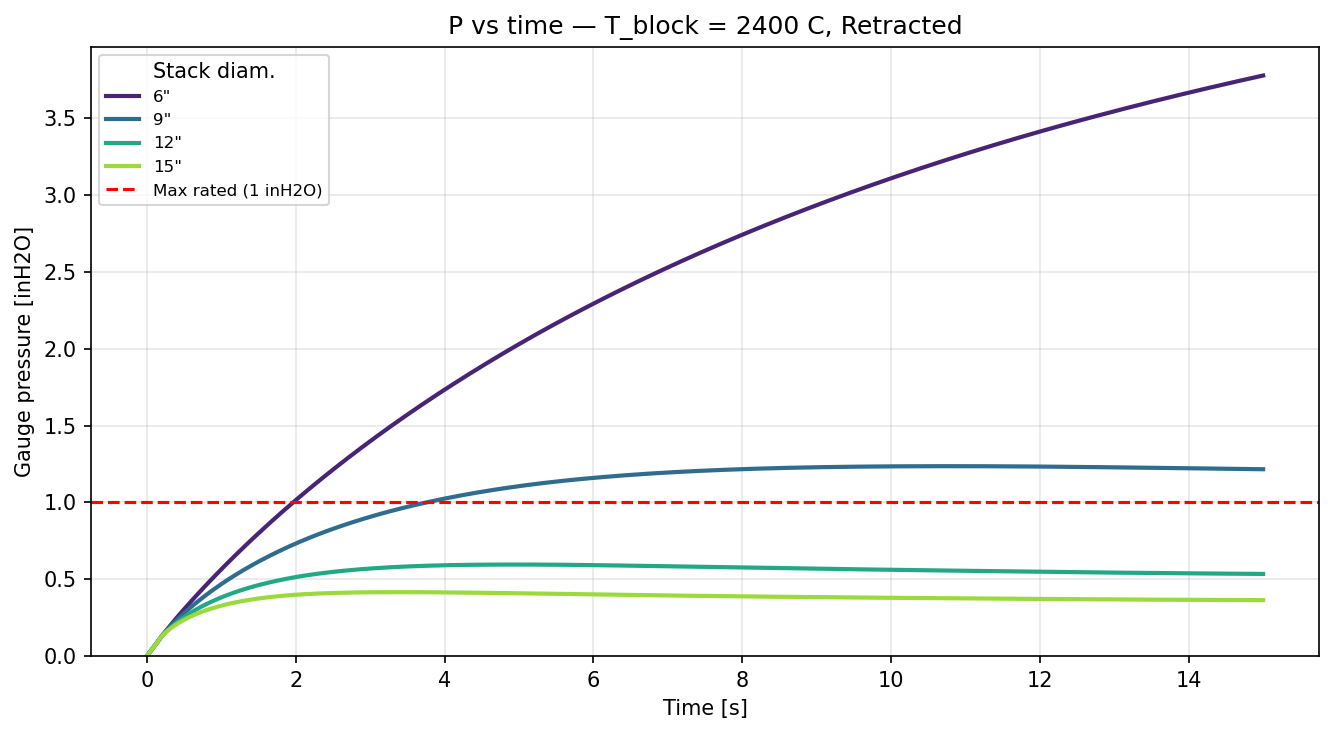 P vs time — T_block = 2400 C, Retracted
Stack diam.
6"
9"
12"
15"
Max rated (1 inH2O)
Gauge pressure [inH2O]
3.5
3.0
2.5
2.0
1.5
1.0
0.5
0.0
0 2 4 6 8 10 12 14
Time [s]